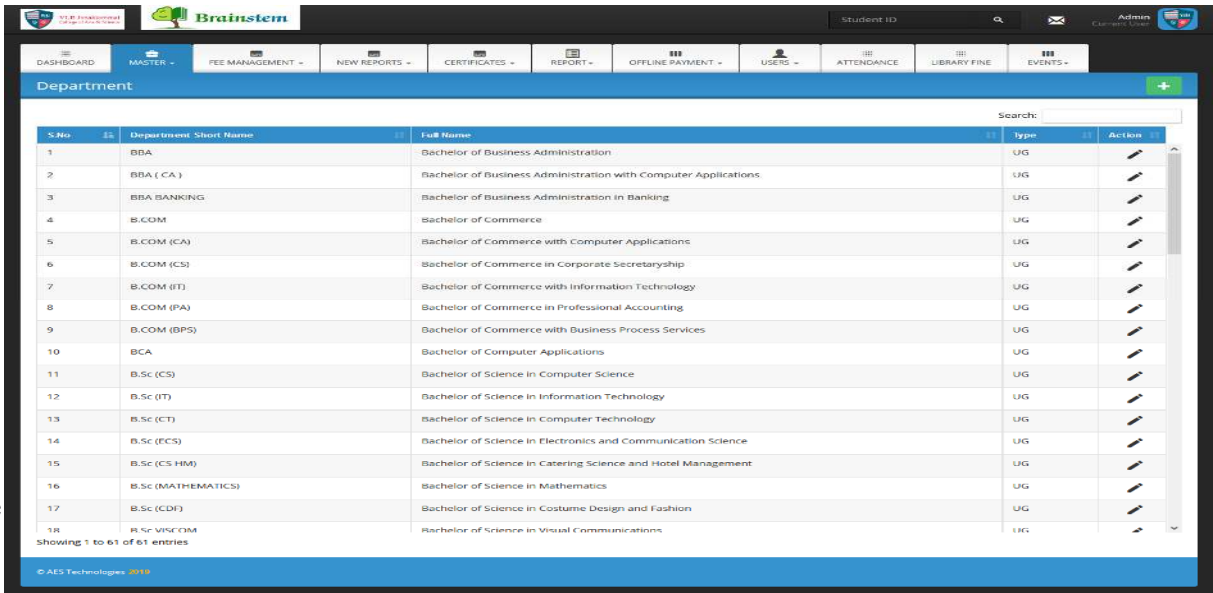 Brainstem
Student ID
Admin
Current User
DASHBOARD MASTER FEE MANAGEMENT NEW REPORTS CERTIFICATES REPORT OFFLINE PAYMENT USERS ATTENDANCE LIBRARY FINE EVENTS
Department
Search:
S.No Department Short Name Full Name Type Action
1 BBA Bachelor of Business Administration UG
2 BBA ( CA ) Bachelor of Business Administration with Computer Applications UG
3 BBA BANKING Bachelor of Business Administration in Banking UG
4 B.COM Bachelor of Commerce UG
5 B.COM (CA) Bachelor of Commerce with Computer Applications UG
6 B.COM (CS) Bachelor of Commerce in Corporate Secretaryship UG
7 B.COM (IT) Bachelor of Commerce with Information Technology UG
8 B.COM (PA) Bachelor of Commerce in Professional Accounting UG
9 B.COM (BPS) Bachelor of Commerce with Business Process Services UG
10 BCA Bachelor of Computer Applications UG
11 B.Sc (CS) Bachelor of Science in Computer Science UG
12 B.Sc (IT) Bachelor of Science in Information Technology UG
13 B.Sc (CT) Bachelor of Science in Computer Technology UG
14 B.Sc (ECS) Bachelor of Science in Electronics and Communication Science UG
15 B.Sc (CS HM) Bachelor of Science in Catering Science and Hotel Management UG
16 B.Sc (MATHEMATICS) Bachelor of Science in Mathematics UG
17 B.Sc (CDF) Bachelor of Science in Costume Design and Fashion UG
18 B.Sc VISCOM Bachelor of Science in Visual Communications UG
Showing 1 to 61 of 61 entries
© AES Technologies 2018